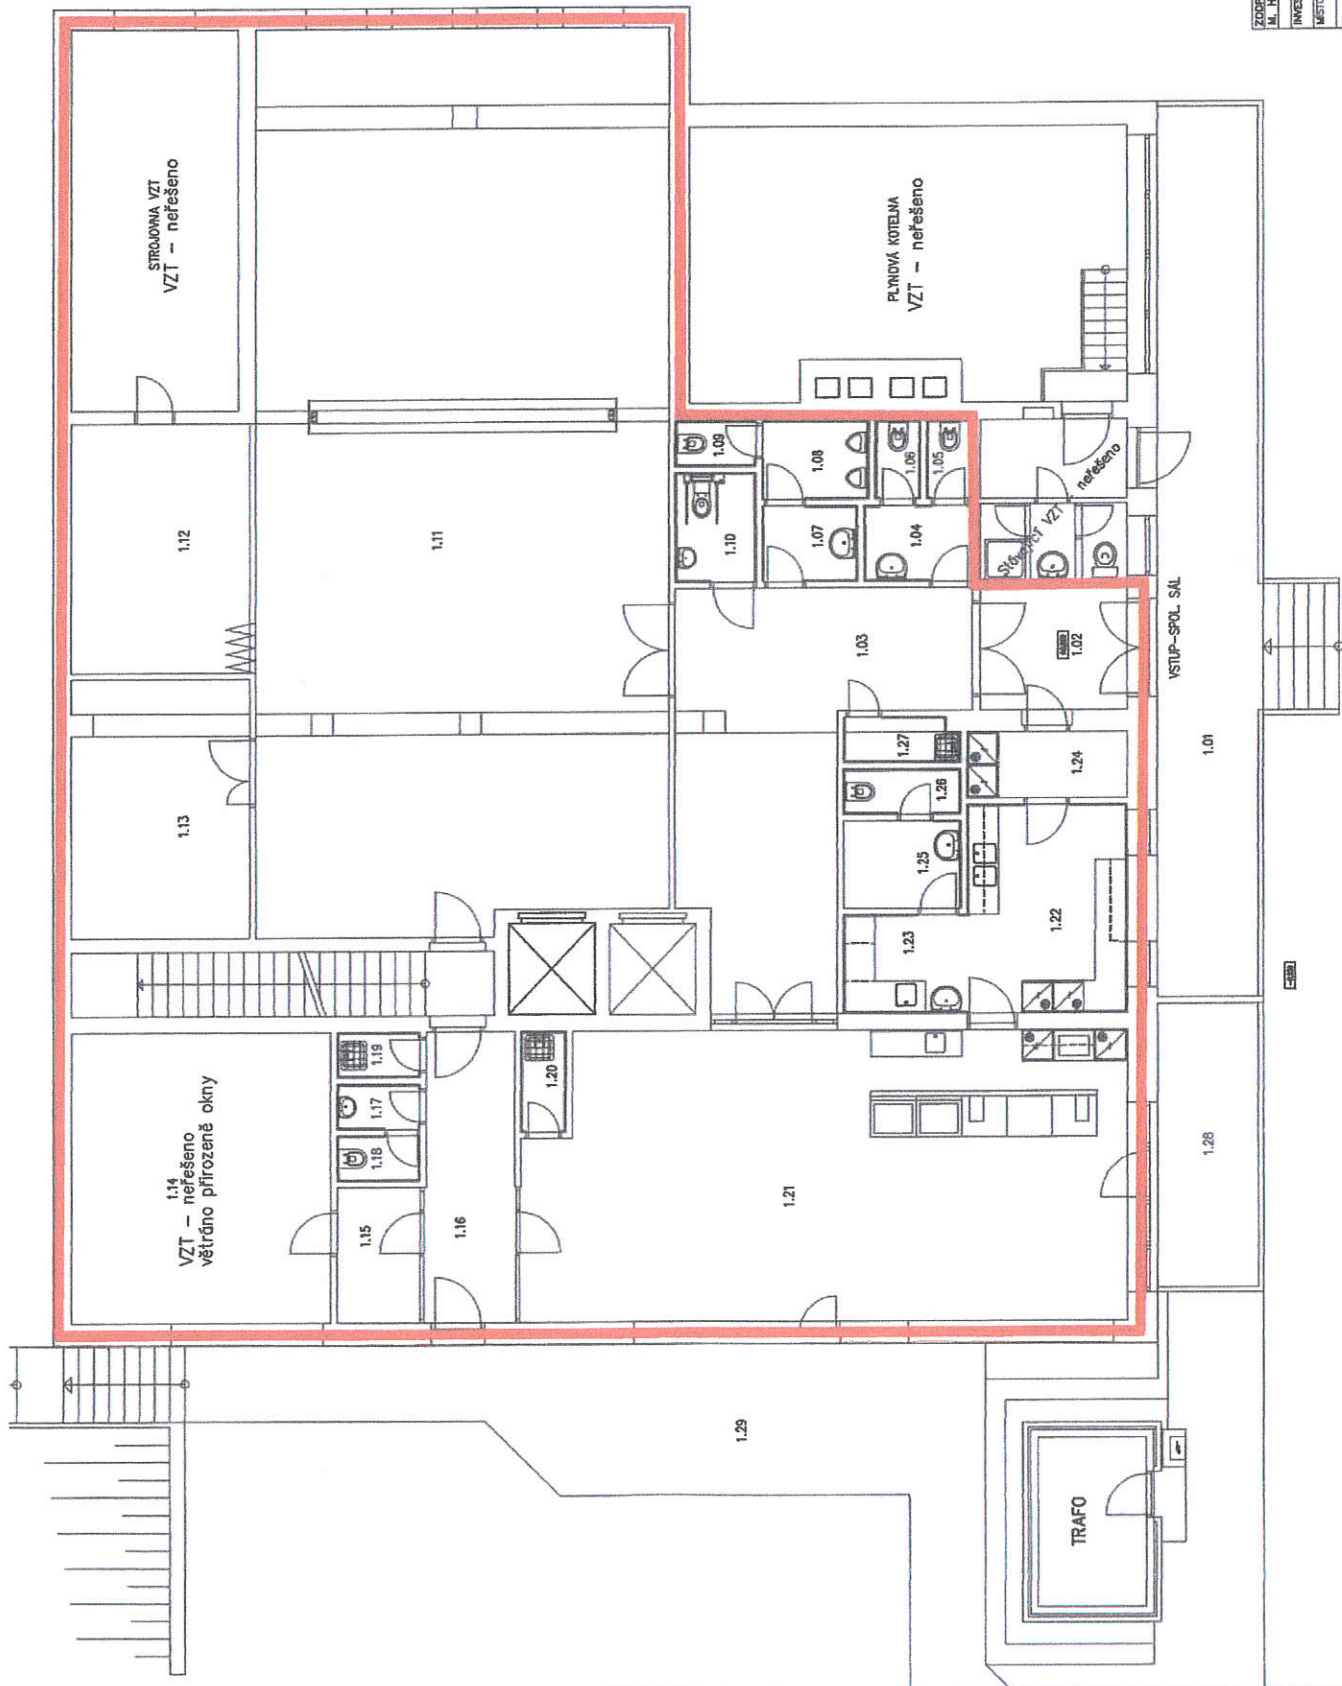 ZODP
M. H
INVES
MÍSTO
STROJOVNA VZT
VZT – neřešeno
PLYNOVÁ KOTELNA
VZT – neřešeno
1.12
1.11
1.09
1.08
1.06
1.05
1.10
1.07
1.04
neřešeno
Stávající VZT
1.03
1.02
VSTUP-SPOL. SÁL
1.01
1.13
1.27
1.26
1.24
1.25
1.23
1.22
1.14
VZT – neřešeno
větráno přirozeně okny
1.19
1.17
1.18
1.20
1.15
1.16
1.21
1.28
1.29
TRAFO